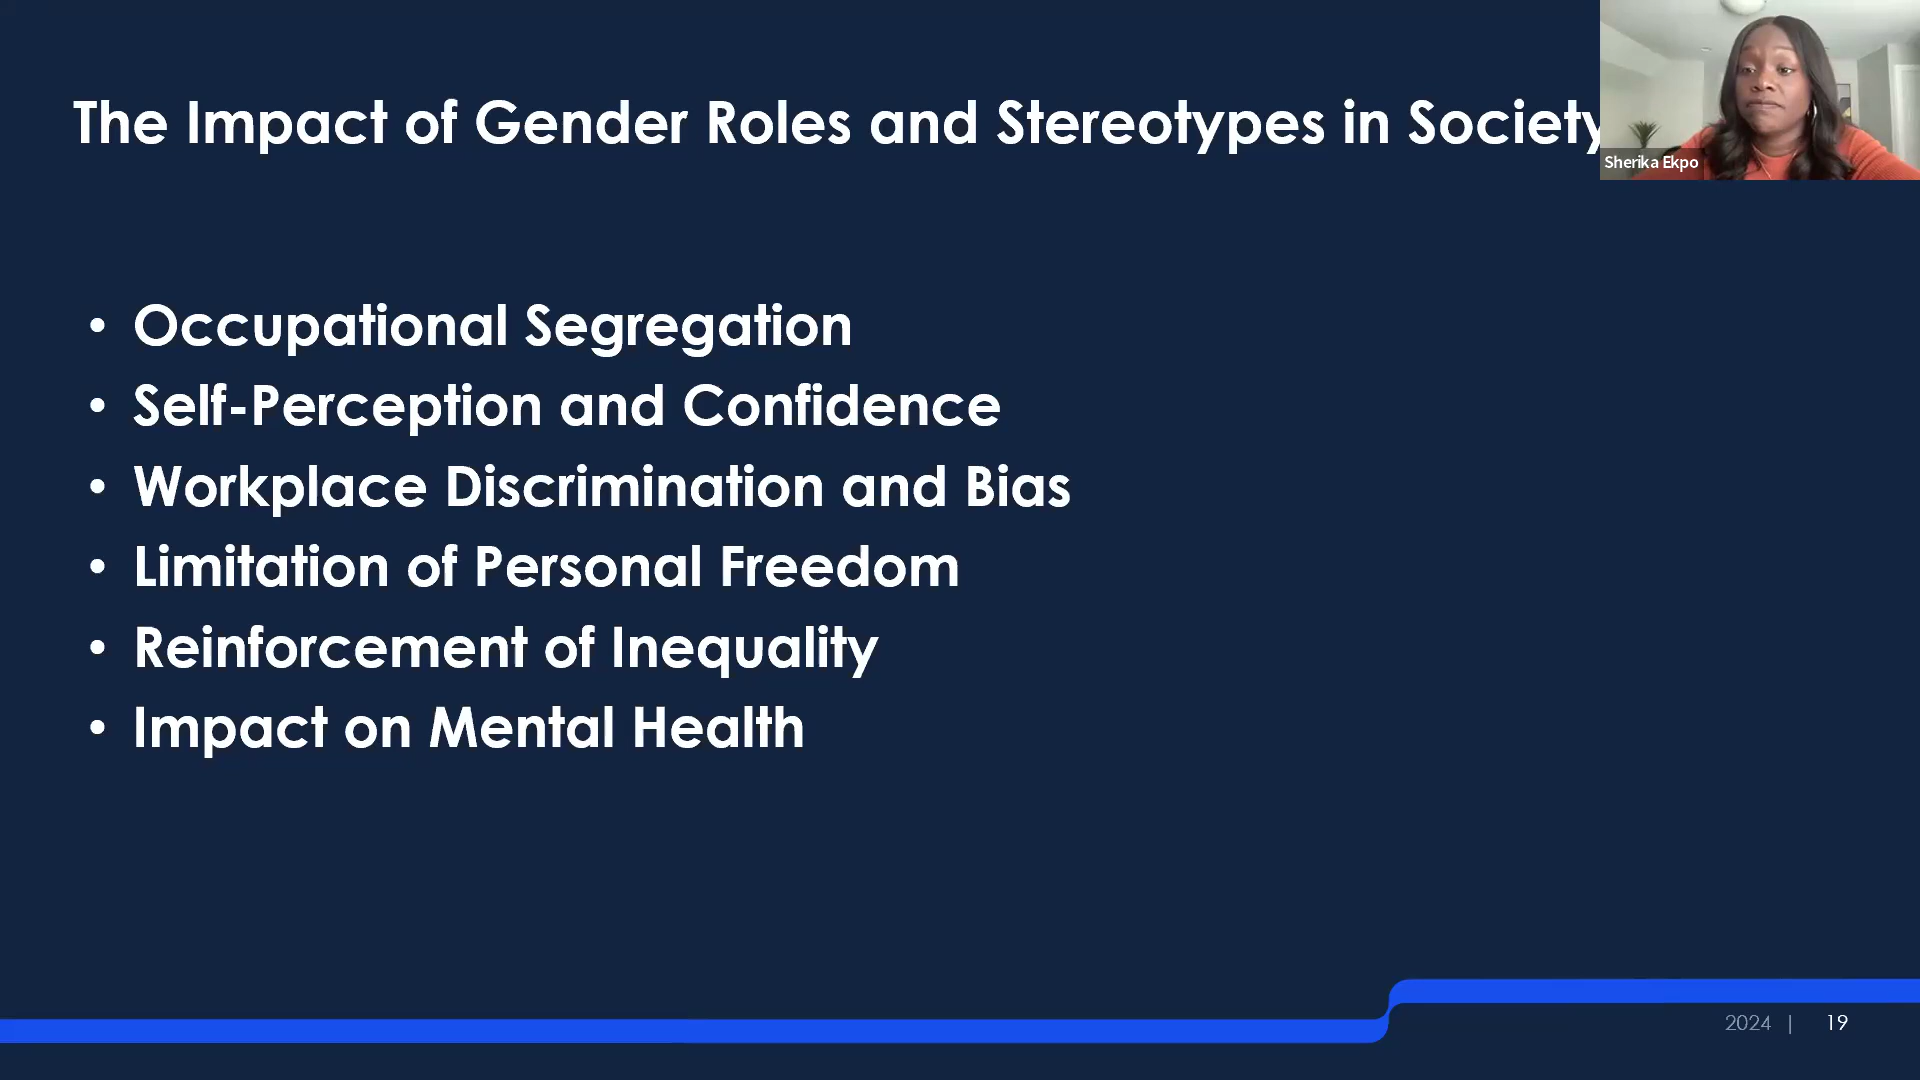 The Impact of Gender Roles and Stereotypes in Society
Sherika Ekpo
• Occupational Segregation
• Self-Perception and Confidence
• Workplace Discrimination and Bias
• Limitation of Personal Freedom
• Reinforcement of Inequality
• Impact on Mental Health
2024 | 19